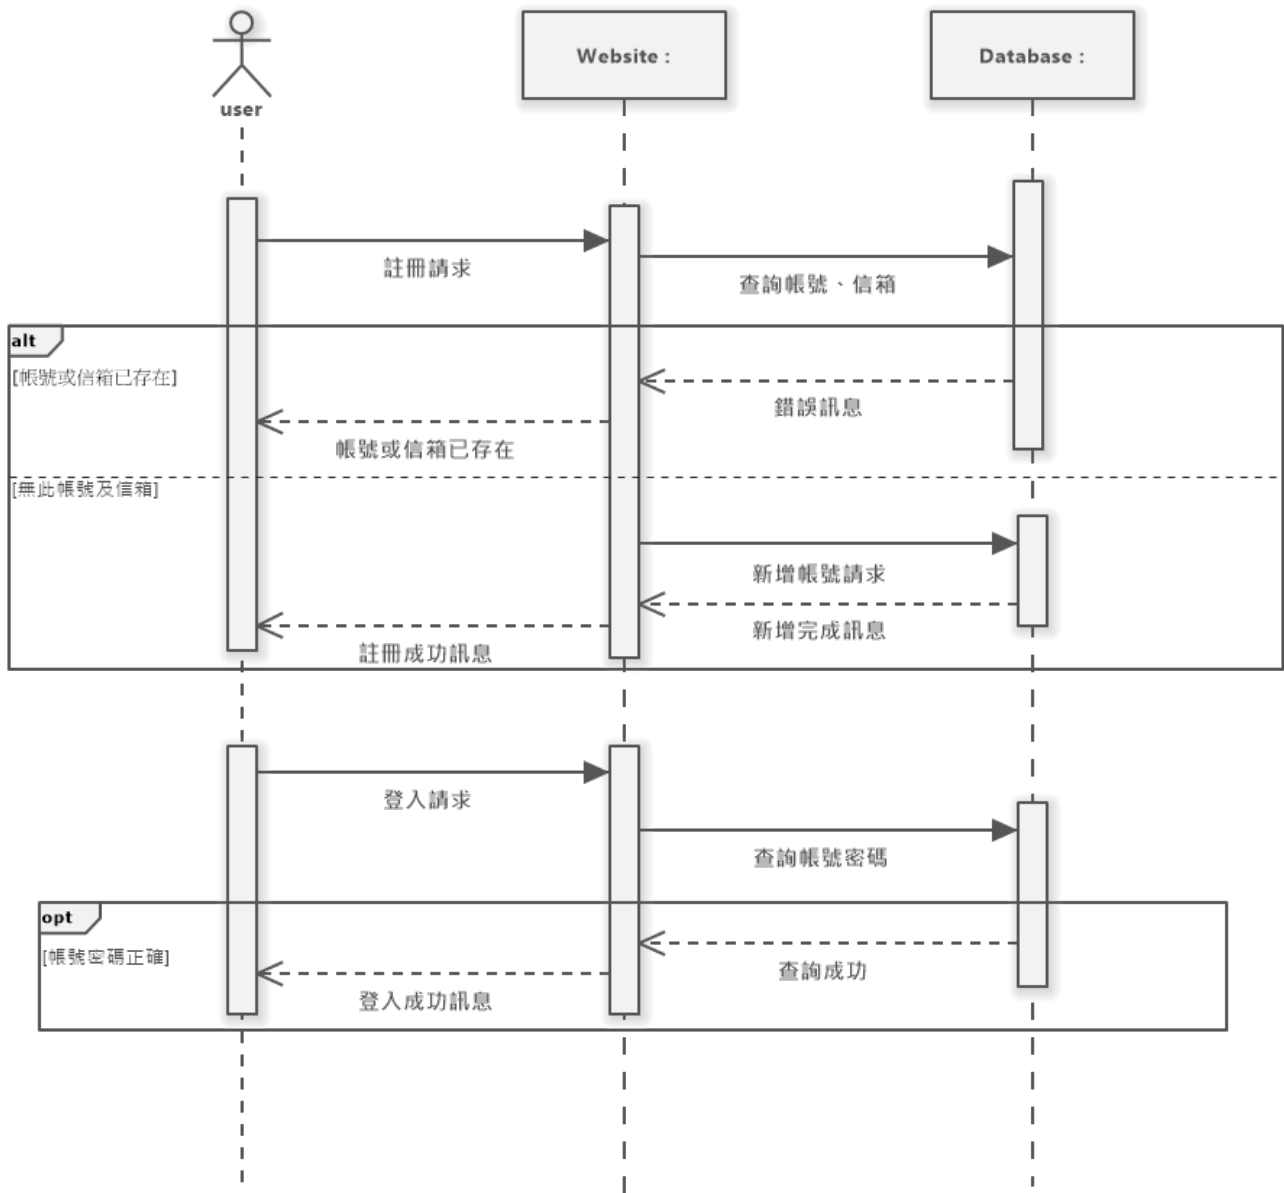 user
Website :
Database :
註冊請求
查詢帳號、信箱
alt
[帳號或信箱已存在]
錯誤訊息
帳號或信箱已存在
[無此帳號及信箱]
新增帳號請求
新增完成訊息
註冊成功訊息
登入請求
查詢帳號密碼
opt
[帳號密碼正確]
查詢成功
登入成功訊息